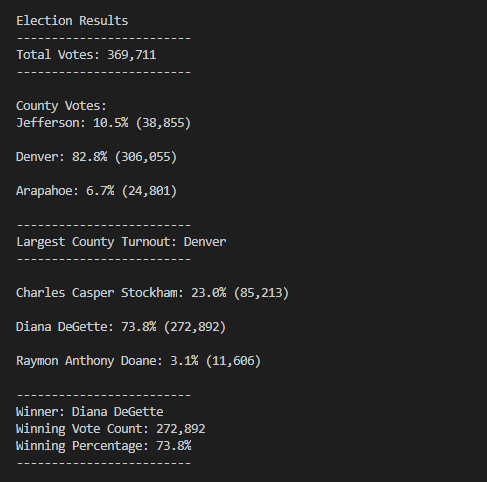 Election Results
-------------------------
Total Votes: 369,711
-------------------------
County Votes:
Jefferson: 10.5% (38,855)
Denver: 82.8% (306,055)
Arapahoe: 6.7% (24,801)
-------------------------
Largest County Turnout: Denver
-------------------------
Charles Casper Stockham: 23.0% (85,213)
Diana DeGette: 73.8% (272,892)
Raymon Anthony Doane: 3.1% (11,606)
-------------------------
Winner: Diana DeGette
Winning Vote Count: 272,892
Winning Percentage: 73.8%
-------------------------